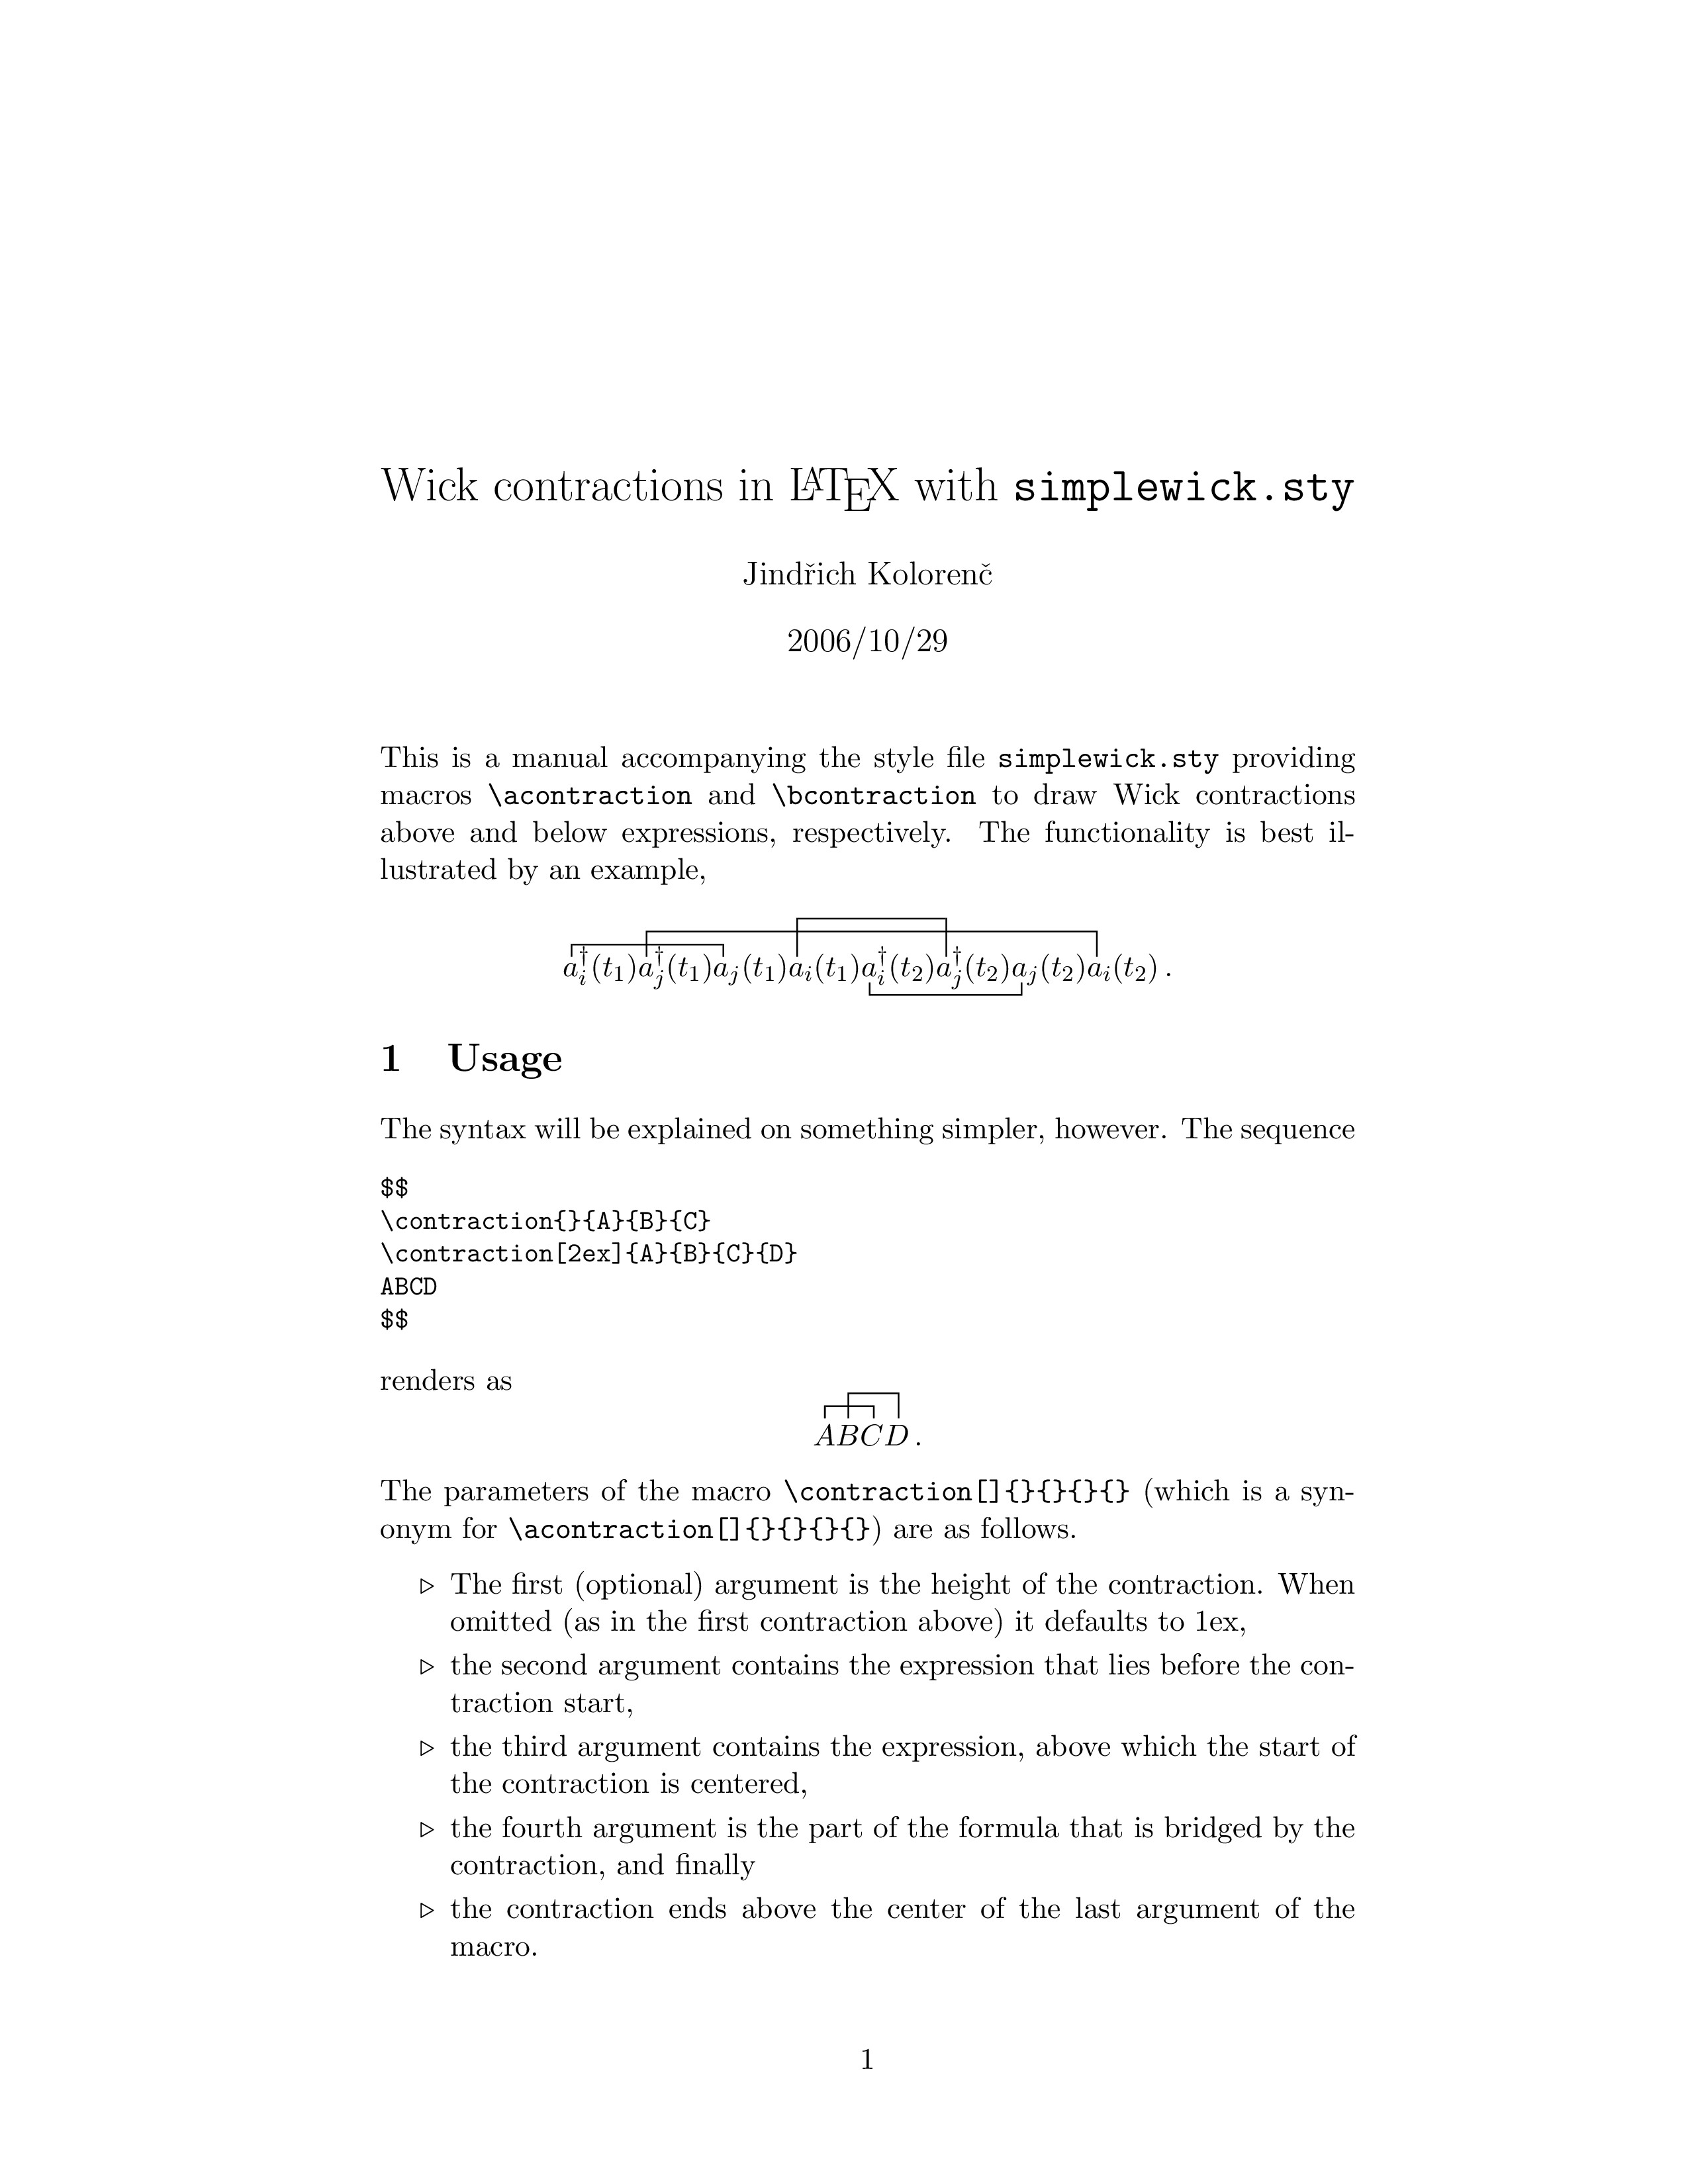 Wick contractions in LATEX with simplewick.sty
Jindřich Kolorenč
2006/10/29
This is a manual accompanying the style file simplewick.sty providing
macros \acontraction and \bcontraction to draw Wick contractions
above and below expressions, respectively. The functionality is best il-
lustrated by an example,
a_i^†(t_1)a_j^†(t_1)a_j(t_1)a_i(t_1)a_i^†(t_2)a_j^†(t_2)a_j(t_2)a_i(t_2) .
1 Usage
The syntax will be explained on something simpler, however. The sequence
$$
\contraction{}{A}{B}{C}
\contraction[2ex]{A}{B}{C}{D}
ABCD
$$
renders as
ABCD .
The parameters of the macro \contraction[]{}{}{}{} (which is a syn-
onym for \acontraction[]{}{}{}{}) are as follows.
▷ The first (optional) argument is the height of the contraction. When
omitted (as in the first contraction above) it defaults to 1ex,
▷ the second argument contains the expression that lies before the con-
traction start,
▷ the third argument contains the expression, above which the start of
the contraction is centered,
▷ the fourth argument is the part of the formula that is bridged by the
contraction, and finally
▷ the contraction ends above the center of the last argument of the
macro.
1